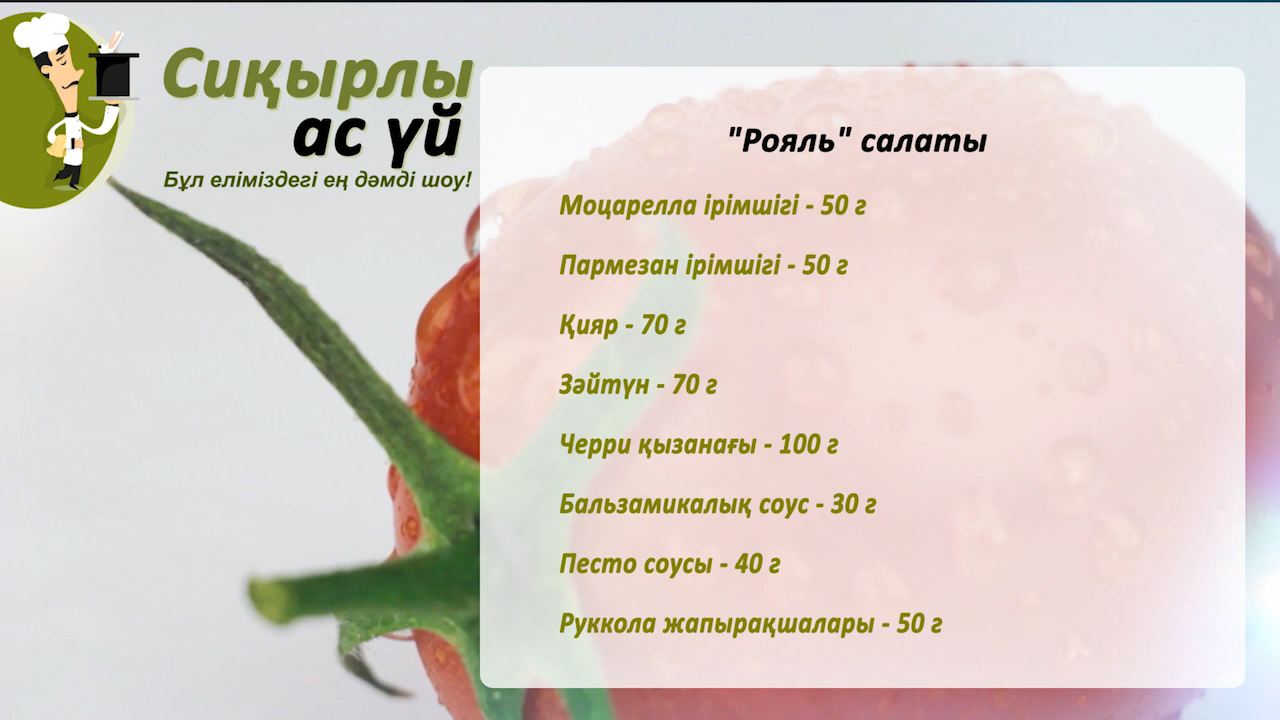 Сиқырлы
ас үй
Бұл еліміздегі ең дәмді шоу!
"Рояль" салаты
Моцарелла ірімшігі - 50 г
Пармезан ірімшігі - 50 г
Қияр - 70 г
Зәйтүн - 70 г
Черри қызанағы - 100 г
Бальзамикалық соус - 30 г
Песто соусы - 40 г
Руккола жапырақшалары - 50 г